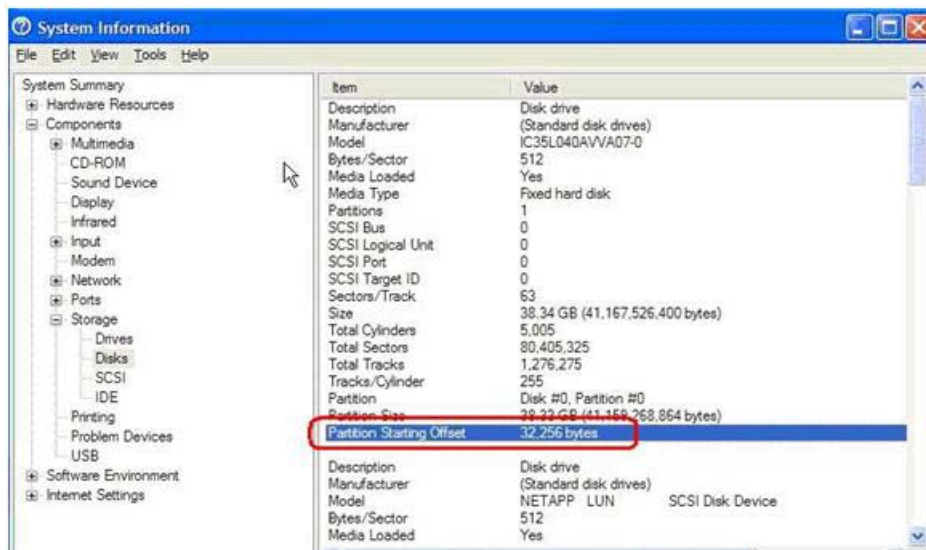 System Information
File Edit View Tools Help
System Summary
Hardware Resources
Components
Multimedia
CD-ROM
Sound Device
Display
Infrared
Input
Modem
Network
Ports
Storage
Drives
Disks
SCSI
IDE
Printing
Problem Devices
USB
Software Environment
Internet Settings
Item Value
Description Disk drive
Manufacturer (Standard disk drives)
Model IC35L040AVVA07-0
Bytes/Sector 512
Media Loaded Yes
Media Type Fixed hard disk
Partitions 1
SCSI Bus 0
SCSI Logical Unit 0
SCSI Port 0
SCSI Target ID 0
Sectors/Track 63
Size 38.34 GB (41,167,526,400 bytes)
Total Cylinders 5,005
Total Sectors 80,405,325
Total Tracks 1,276,275
Tracks/Cylinder 255
Partition Disk #0, Partition #0
Partition Size 38.33 GB (41,159,268,864 bytes)
Partition Starting Offset 32,256 bytes
Description Disk drive
Manufacturer (Standard disk drives)
Model NETAPP LUN SCSI Disk Device
Bytes/Sector 512
Media Loaded Yes